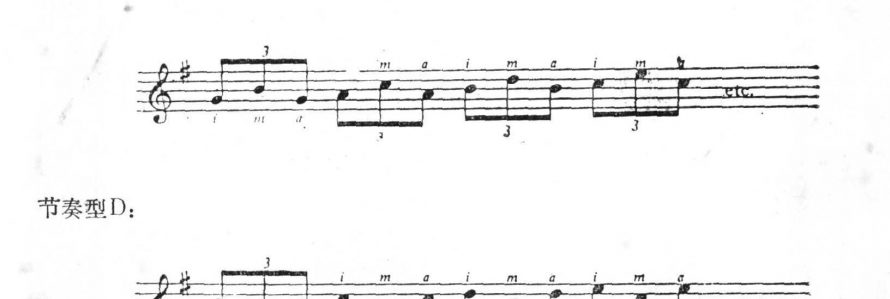 3
m a i m a i m
etc.
i m a
3 3 3
节奏型D:
3 i m a i m a i m a